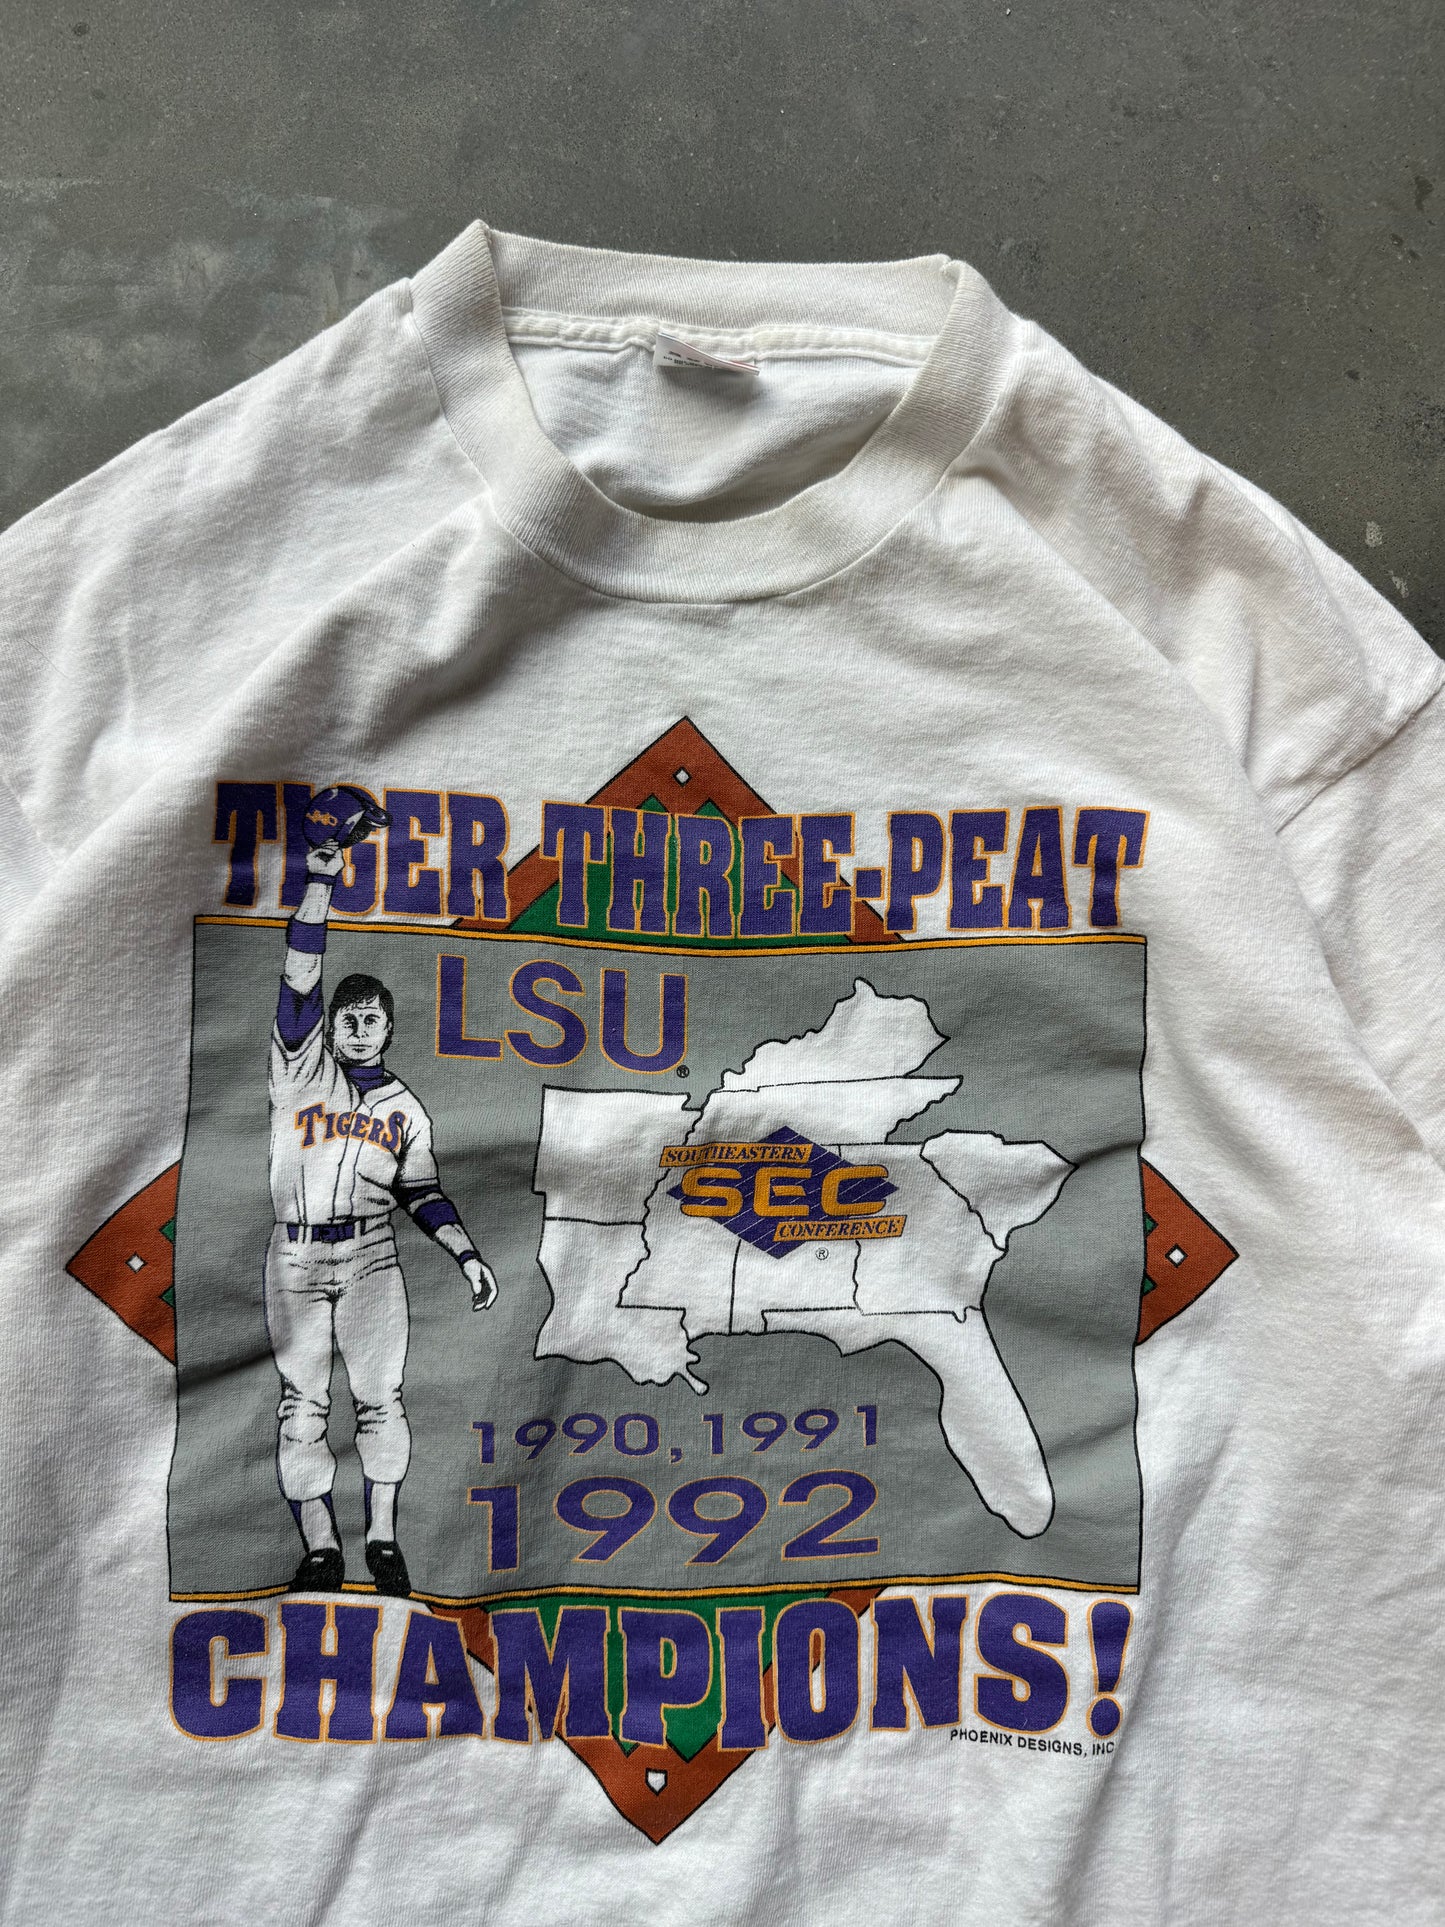 TIGER THREE-PEAT
LSU®
TIGERS
SOUTHEASTERN
SEC
CONFERENCE
®
1990, 1991
1992
CHAMPIONS!
PHOENIX DESIGNS, INC